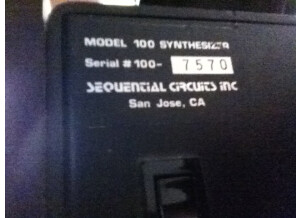 MODEL 100 SYNTHESIZER
Serial # 100- 7570
SEQUENTIAL CIRCUITS INC
San Jose, CA